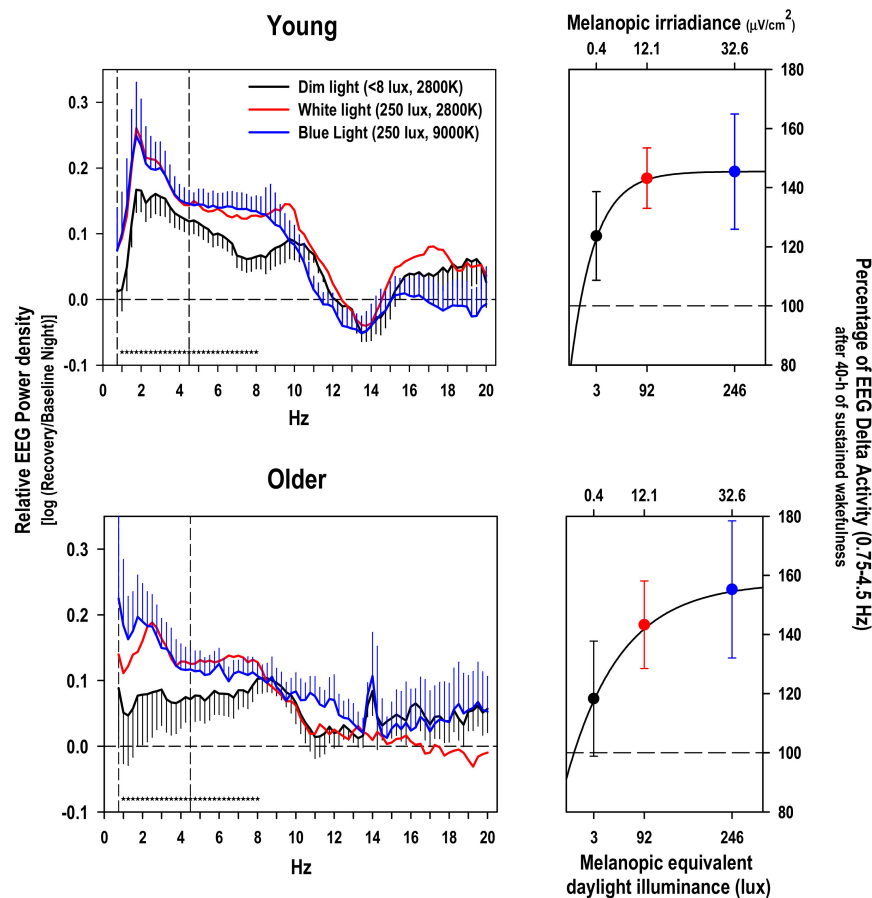 Young
Melanopic irradiance (µV/cm²)
0.4 12.1 32.6
Dim light (<8 lux, 2800K)
White light (250 lux, 2800K)
Blue Light (250 lux, 9000K)
0.3
0.2
0.1
0.0
-0.1
********************************
0 2 4 6 8 10 12 14 16 18 20
Hz
180
160
140
120
100
80
3 92 246
Relative EEG Power density
[log (Recovery/Baseline Night)]
Percentage of EEG Delta Activity (0.75-4.5 Hz)
after 40-h of sustained wakefulness
Older
0.4 12.1 32.6
0.3
0.2
0.1
0.0
-0.1
********************************
0 2 4 6 8 10 12 14 16 18 20
Hz
180
160
140
120
100
80
3 92 246
Melanopic equivalent
daylight illuminance (lux)